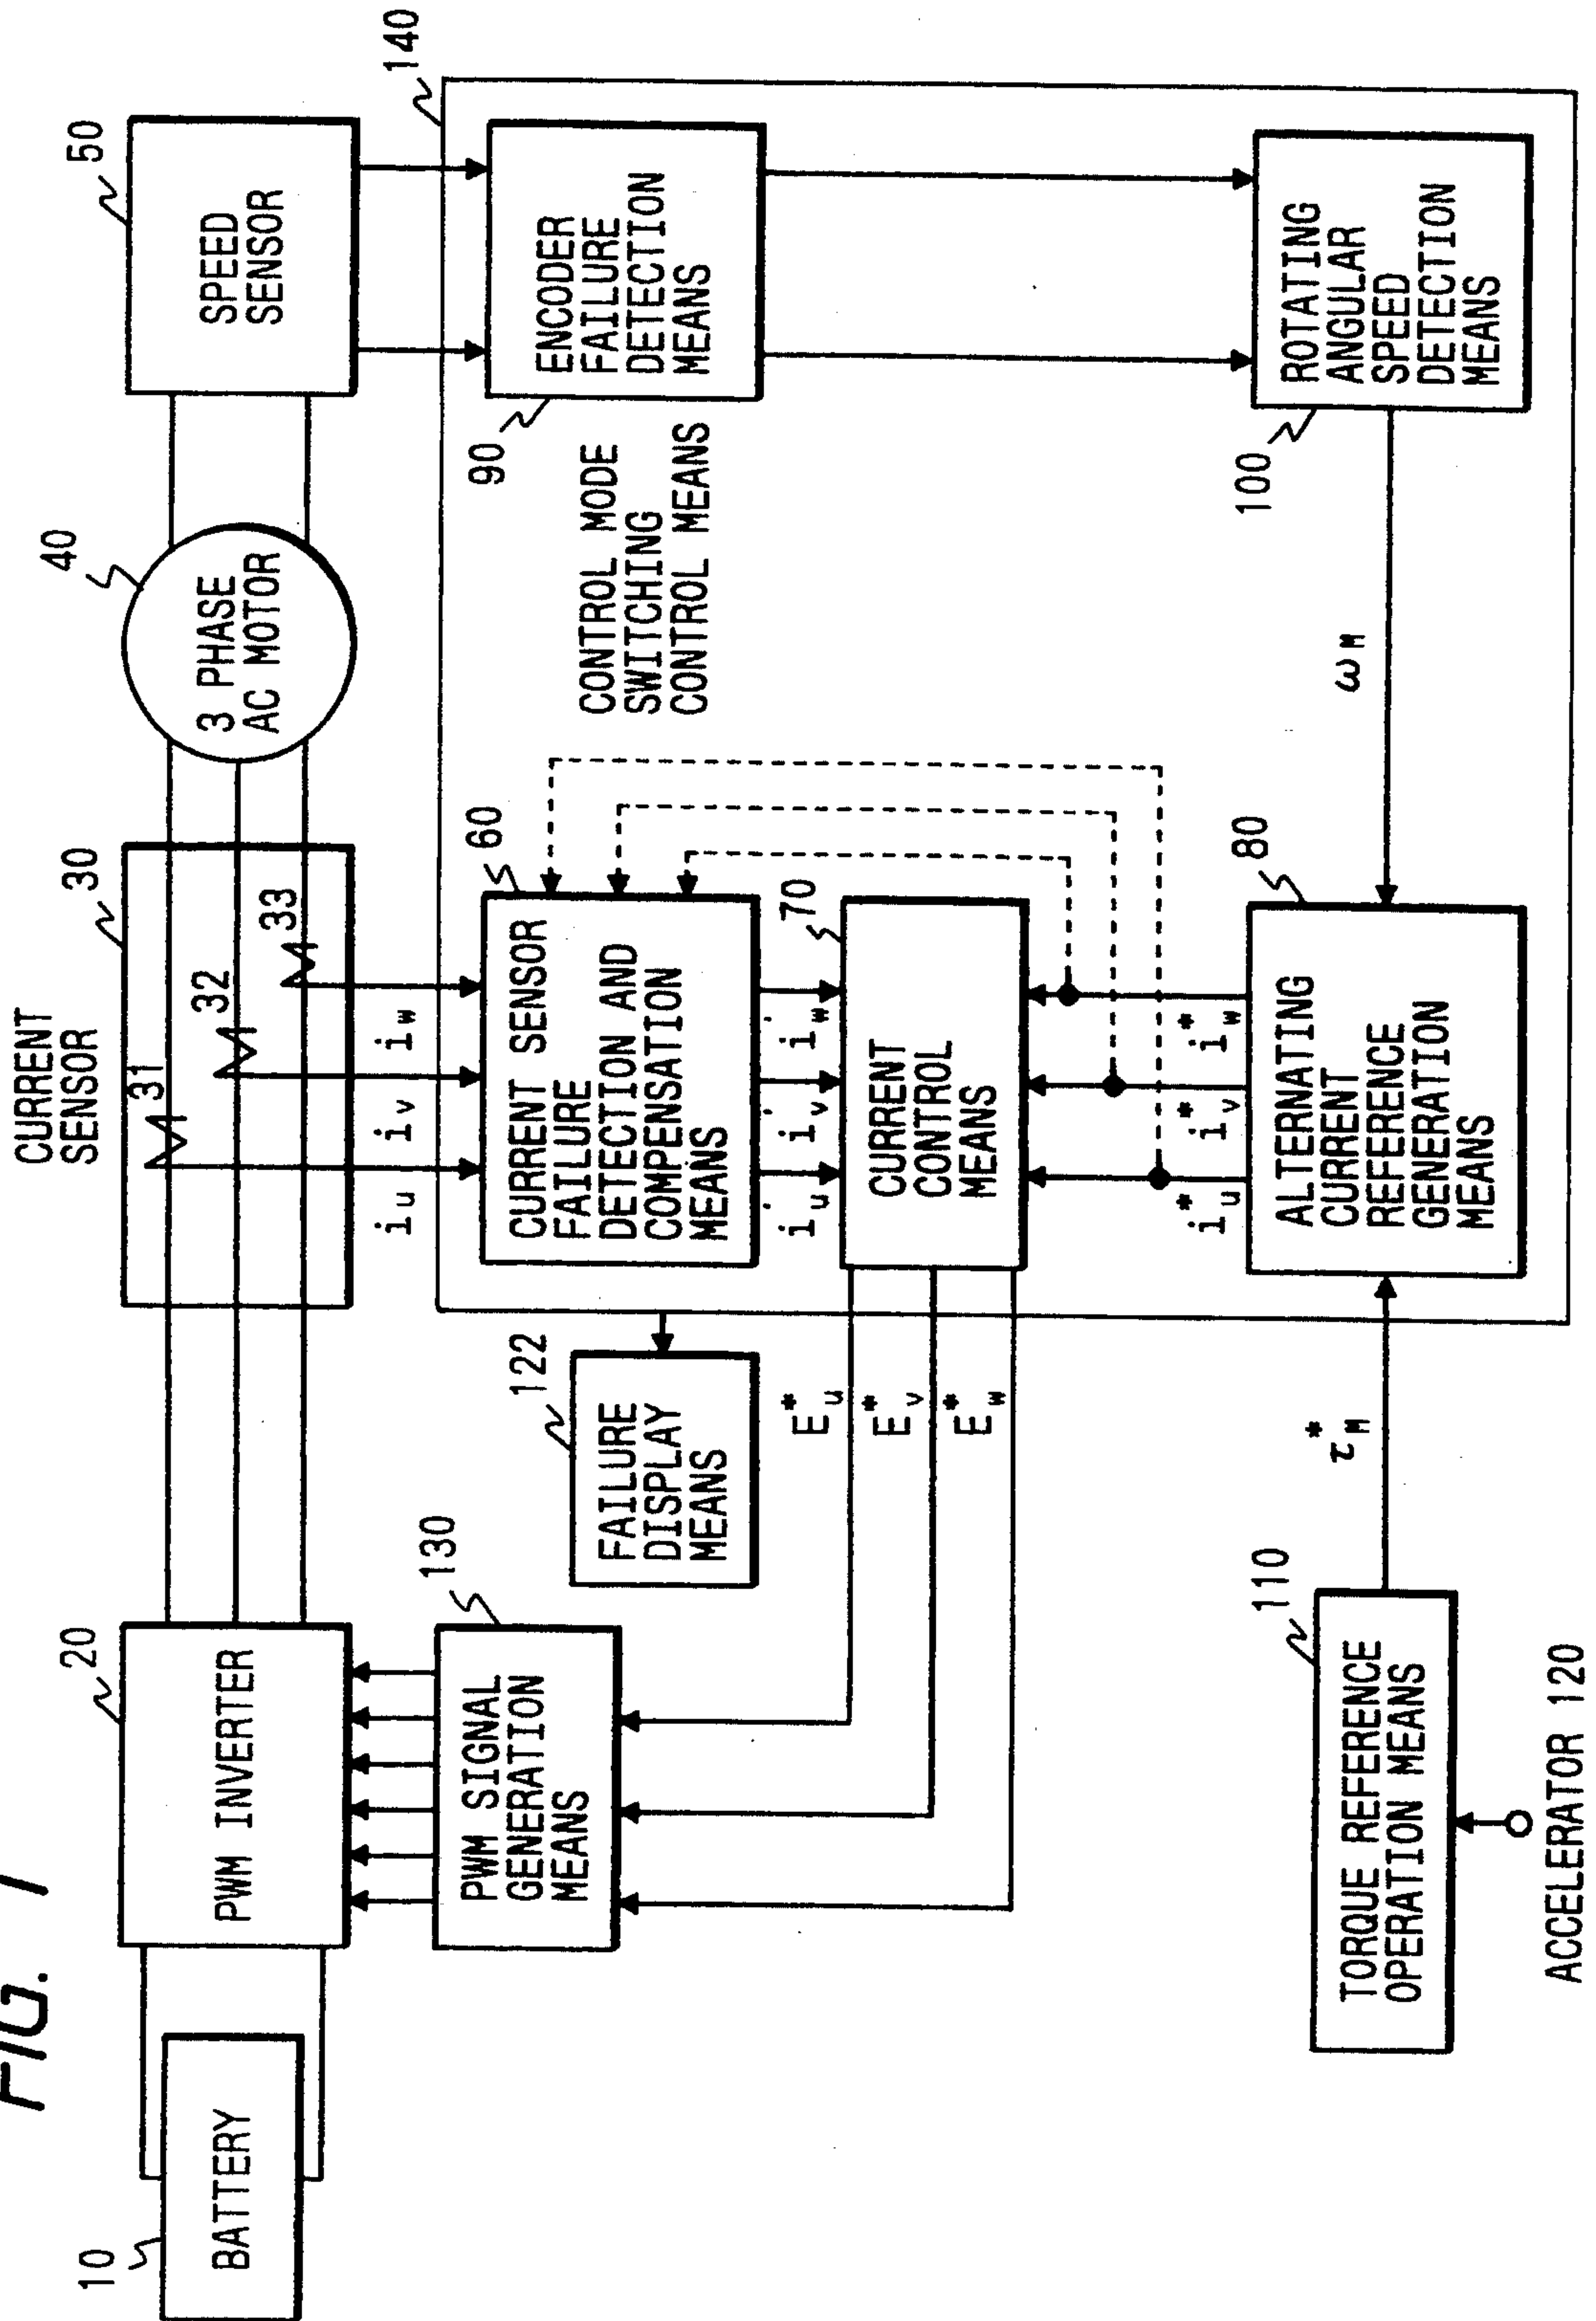 FIG. 1
10
BATTERY
20
PWM INVERTER
CURRENT
SENSOR
30
31
32
33
40
3 PHASE
AC MOTOR
50
SPEED
SENSOR
130
PWM SIGNAL
GENERATION
MEANS
122
FAILURE
DISPLAY
MEANS
iu
iv
iw
60
CURRENT SENSOR
FAILURE
DETECTION AND
COMPENSATION
MEANS
CONTROL MODE
SWITCHING
CONTROL MEANS
90
ENCODER
FAILURE
DETECTION
MEANS
140
i'u
i'v
i'w
70
CURRENT
CONTROL
MEANS
E*u
E*v
E*w
i*u
i*v
i*w
80
ALTERNATING
CURRENT
REFERENCE
GENERATION
MEANS
ωM
100
ROTATING
ANGULAR
SPEED
DETECTION
MEANS
τ*M
110
TORQUE REFERENCE
OPERATION MEANS
ACCELERATOR 120